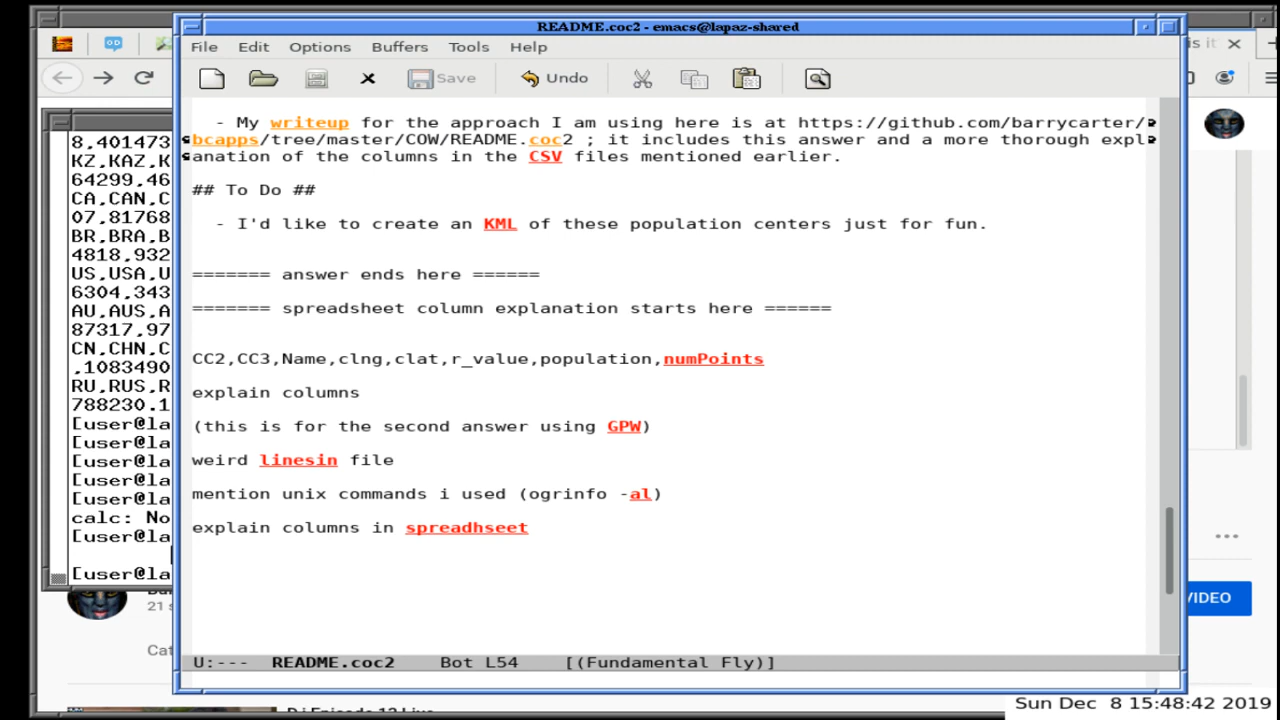 README.coc2 - emacs@lapaz-shared
is it
File Edit Options Buffers Tools Help
Save Undo
- My writeup for the approach I am using here is at https://github.com/barrycarter/
bcapps/tree/master/COW/README.coc2 ; it includes this answer and a more thorough expl
anation of the columns in the CSV files mentioned earlier.
## To Do ##
- I'd like to create an KML of these population centers just for fun.
======= answer ends here ======
======= spreadsheet column explanation starts here ======
CC2,CC3,Name,clng,clat,r_value,population,numPoints
explain columns
(this is for the second answer using GPW)
weird linesin file
mention unix commands i used (ogrinfo -al)
explain columns in spreadhseet
U:--- README.coc2 Bot L54 [(Fundamental Fly)]
8,401473
KZ,KAZ,K
64299,46
CA,CAN,C
07,81768
BR,BRA,B
4818,932
US,USA,U
6304,343
AU,AUS,A
87317,97
CN,CHN,C
,1083490
RU,RUS,R
788230.1
[user@la
[user@la
[user@la
[user@la
[user@la
calc: No
[user@la
[user@la
21
VIDEO
Cat
Sun Dec 8 15:48:42 2019